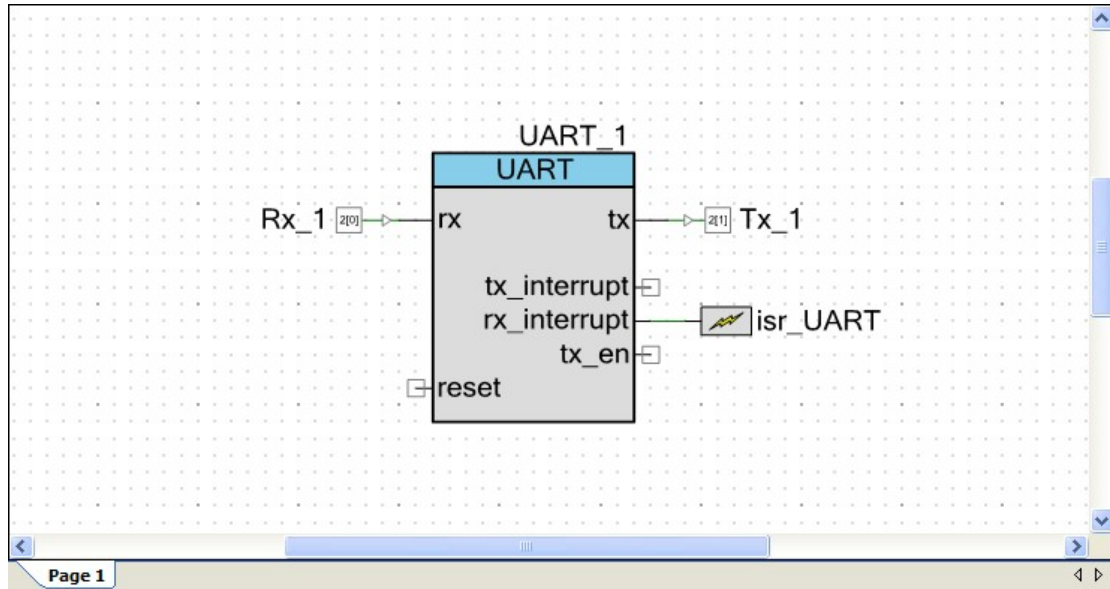 UART_1
UART
Rx_1 2[0] rx
tx 2[1] Tx_1
tx_interrupt
rx_interrupt isr_UART
tx_en
reset
Page 1